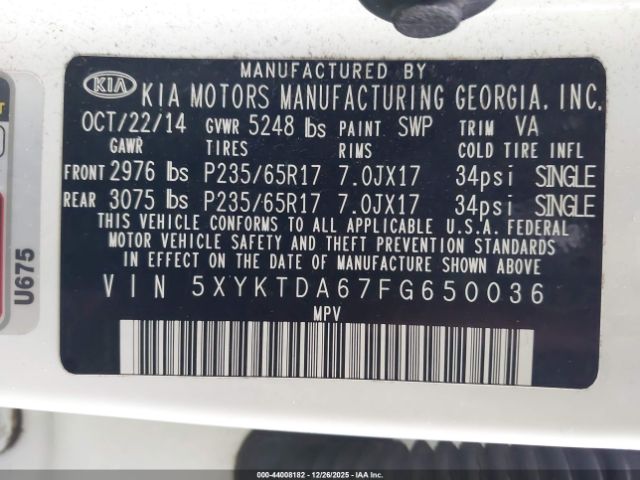 MANUFACTURED BY
KIA KIA MOTORS MANUFACTURING GEORGIA, INC.
OCT/22/14 GVWR 5248 lbs PAINT SWP TRIM VA
GAWR TIRES RIMS COLD TIRE INFL
FRONT 2976 lbs P235/65R17 7.0JX17 34psi SINGLE
REAR 3075 lbs P235/65R17 7.0JX17 34psi SINGLE
THIS VEHICLE CONFORMS TO ALL APPLICABLE U.S.A. FEDERAL
MOTOR VEHICLE SAFETY AND THEFT PREVENTION STANDARDS
IN EFFECT ON THE DATE OF MANUFACTURE SHOWN ABOVE
VIN 5XYKTDA67FG650036
MPV
U675
000-44008182 - 12/26/2025 - IAA Inc.